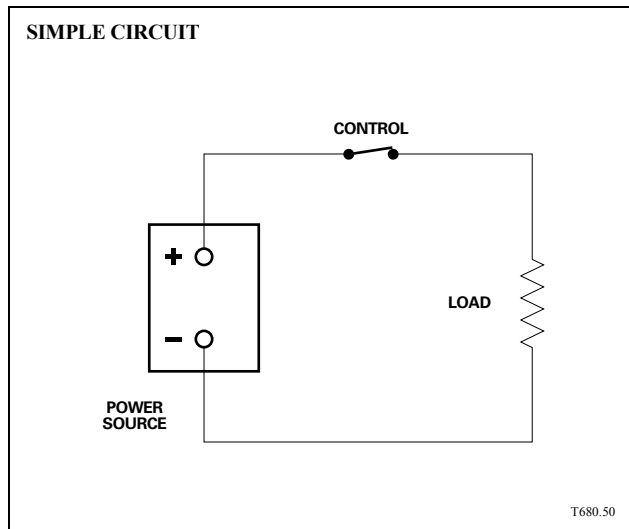 SIMPLE CIRCUIT
CONTROL
+
LOAD
−
POWER
SOURCE
T680.50